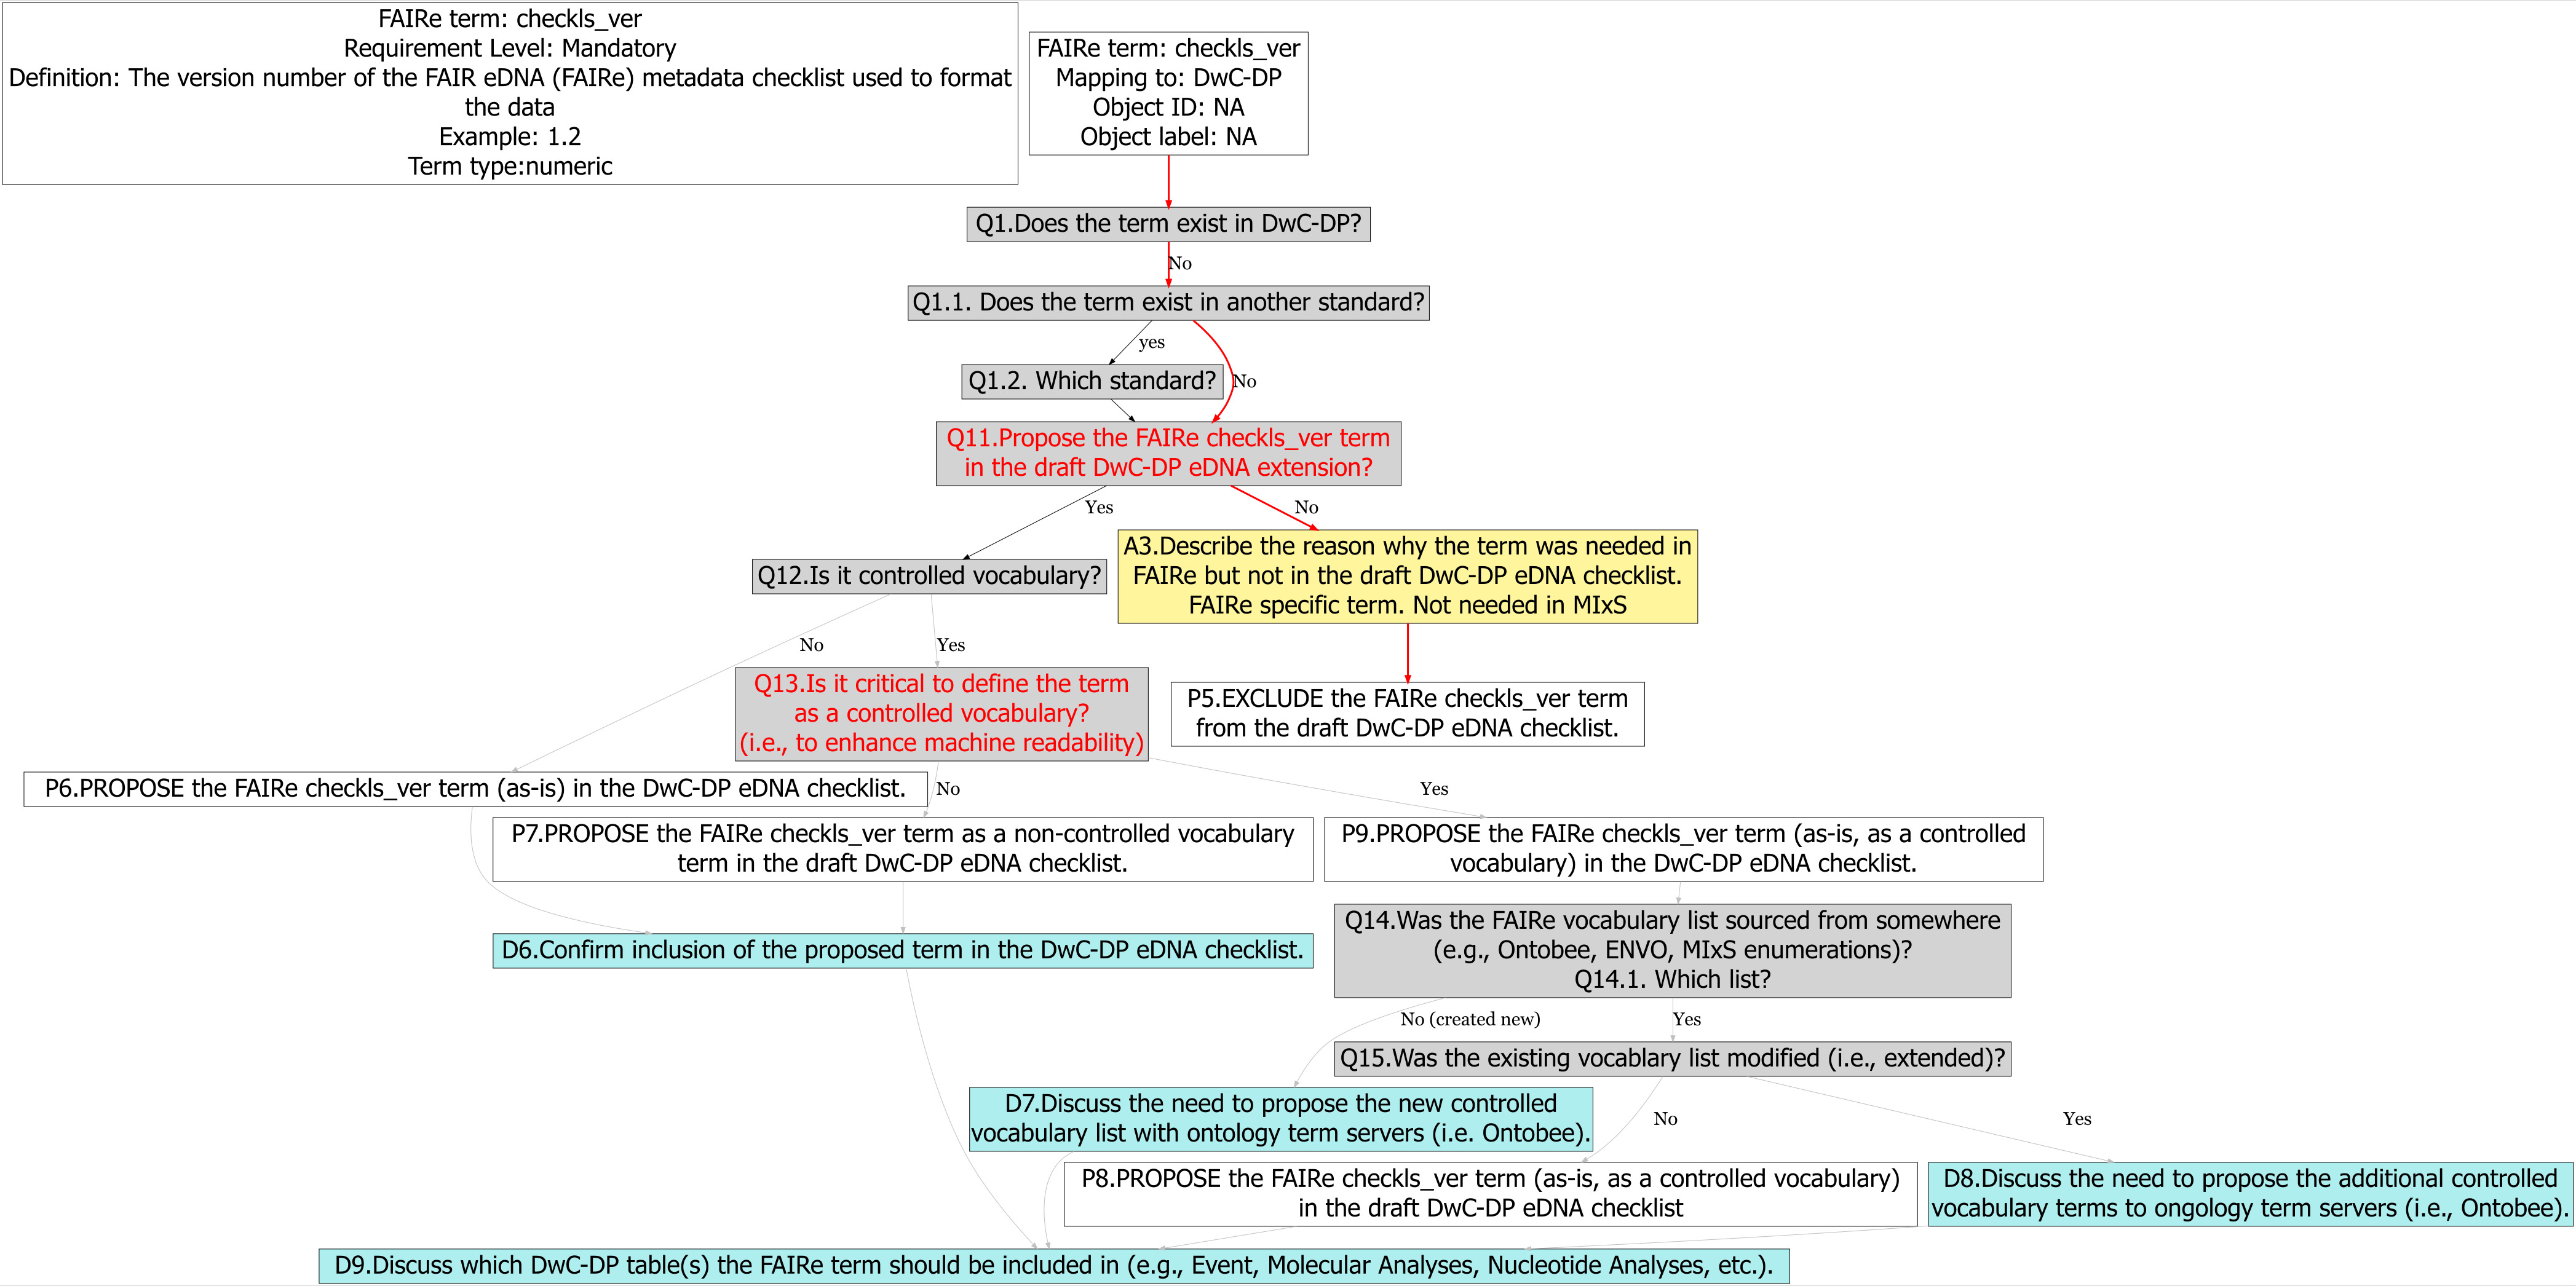 FAIRe term: checkls_ver
Requirement Level: Mandatory
Definition: The version number of the FAIR eDNA (FAIRe) metadata checklist used to format
the data
Example: 1.2
Term type:numeric
FAIRe term: checkls_ver
Mapping to: DwC-DP
Object ID: NA
Object label: NA
Q1.Does the term exist in DwC-DP?
No
Q1.1. Does the term exist in another standard?
yes
Q1.2. Which standard?
No
Q11.Propose the FAIRe checkls_ver term
in the draft DwC-DP eDNA extension?
Yes
No
A3.Describe the reason why the term was needed in
FAIRe but not in the draft DwC-DP eDNA checklist.
FAIRe specific term. Not needed in MIxS
Q12.Is it controlled vocabulary?
No
Yes
Q13.Is it critical to define the term
as a controlled vocabulary?
(i.e., to enhance machine readability)
P5.EXCLUDE the FAIRe checkls_ver term
from the draft DwC-DP eDNA checklist.
P6.PROPOSE the FAIRe checkls_ver term (as-is) in the DwC-DP eDNA checklist.
No
Yes
P7.PROPOSE the FAIRe checkls_ver term as a non-controlled vocabulary
term in the draft DwC-DP eDNA checklist.
P9.PROPOSE the FAIRe checkls_ver term (as-is, as a controlled
vocabulary) in the DwC-DP eDNA checklist.
D6.Confirm inclusion of the proposed term in the DwC-DP eDNA checklist.
Q14.Was the FAIRe vocabulary list sourced from somewhere
(e.g., Ontobee, ENVO, MIxS enumerations)?
Q14.1. Which list?
No (created new)
Yes
Q15.Was the existing vocablary list modified (i.e., extended)?
D7.Discuss the need to propose the new controlled
vocabulary list with ontology term servers (i.e. Ontobee).
No
Yes
P8.PROPOSE the FAIRe checkls_ver term (as-is, as a controlled vocabulary)
in the draft DwC-DP eDNA checklist
D8.Discuss the need to propose the additional controlled
vocabulary terms to ongology term servers (i.e., Ontobee).
D9.Discuss which DwC-DP table(s) the FAIRe term should be included in (e.g., Event, Molecular Analyses, Nucleotide Analyses, etc.).